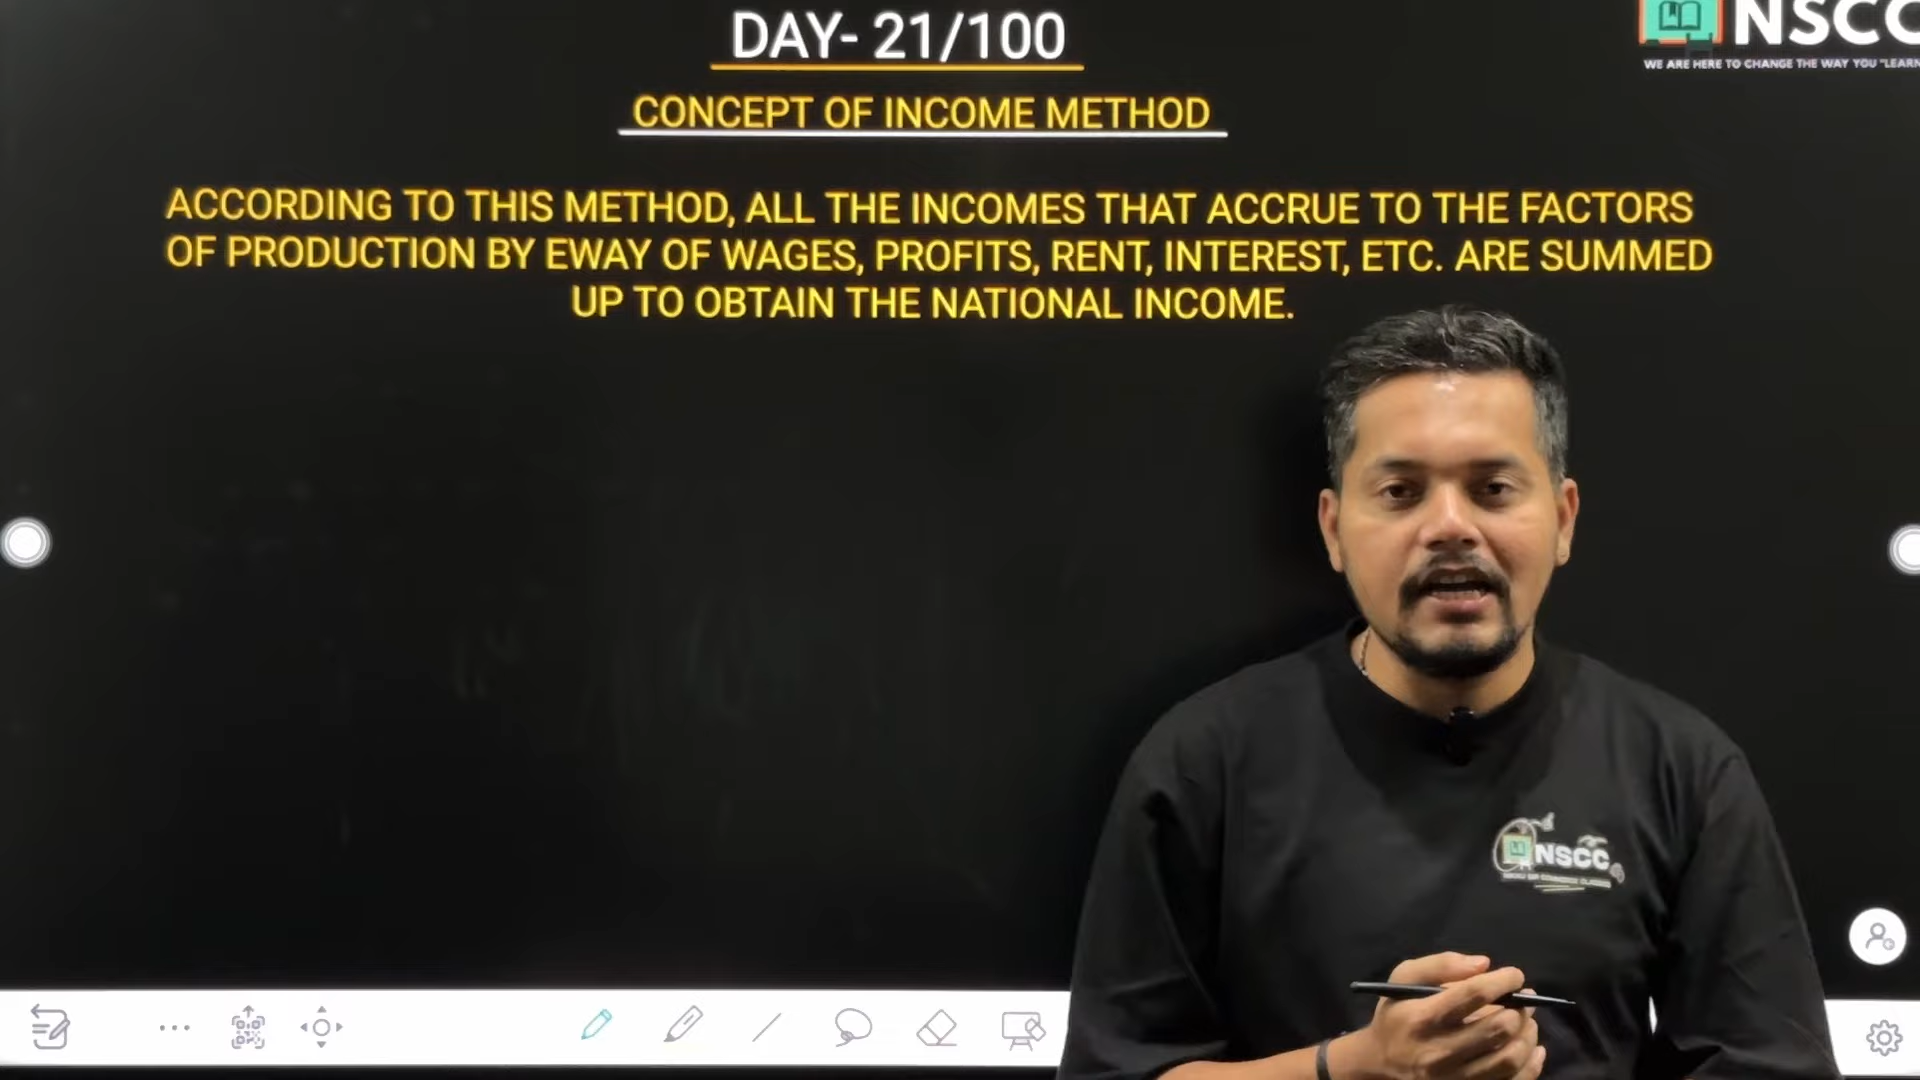 DAY- 21/100
NSCC
WE ARE HERE TO CHANGE THE WAY YOU "LEARN
CONCEPT OF INCOME METHOD
ACCORDING TO THIS METHOD, ALL THE INCOMES THAT ACCRUE TO THE FACTORS
OF PRODUCTION BY EWAY OF WAGES, PROFITS, RENT, INTEREST, ETC. ARE SUMMED
UP TO OBTAIN THE NATIONAL INCOME.
NSCC